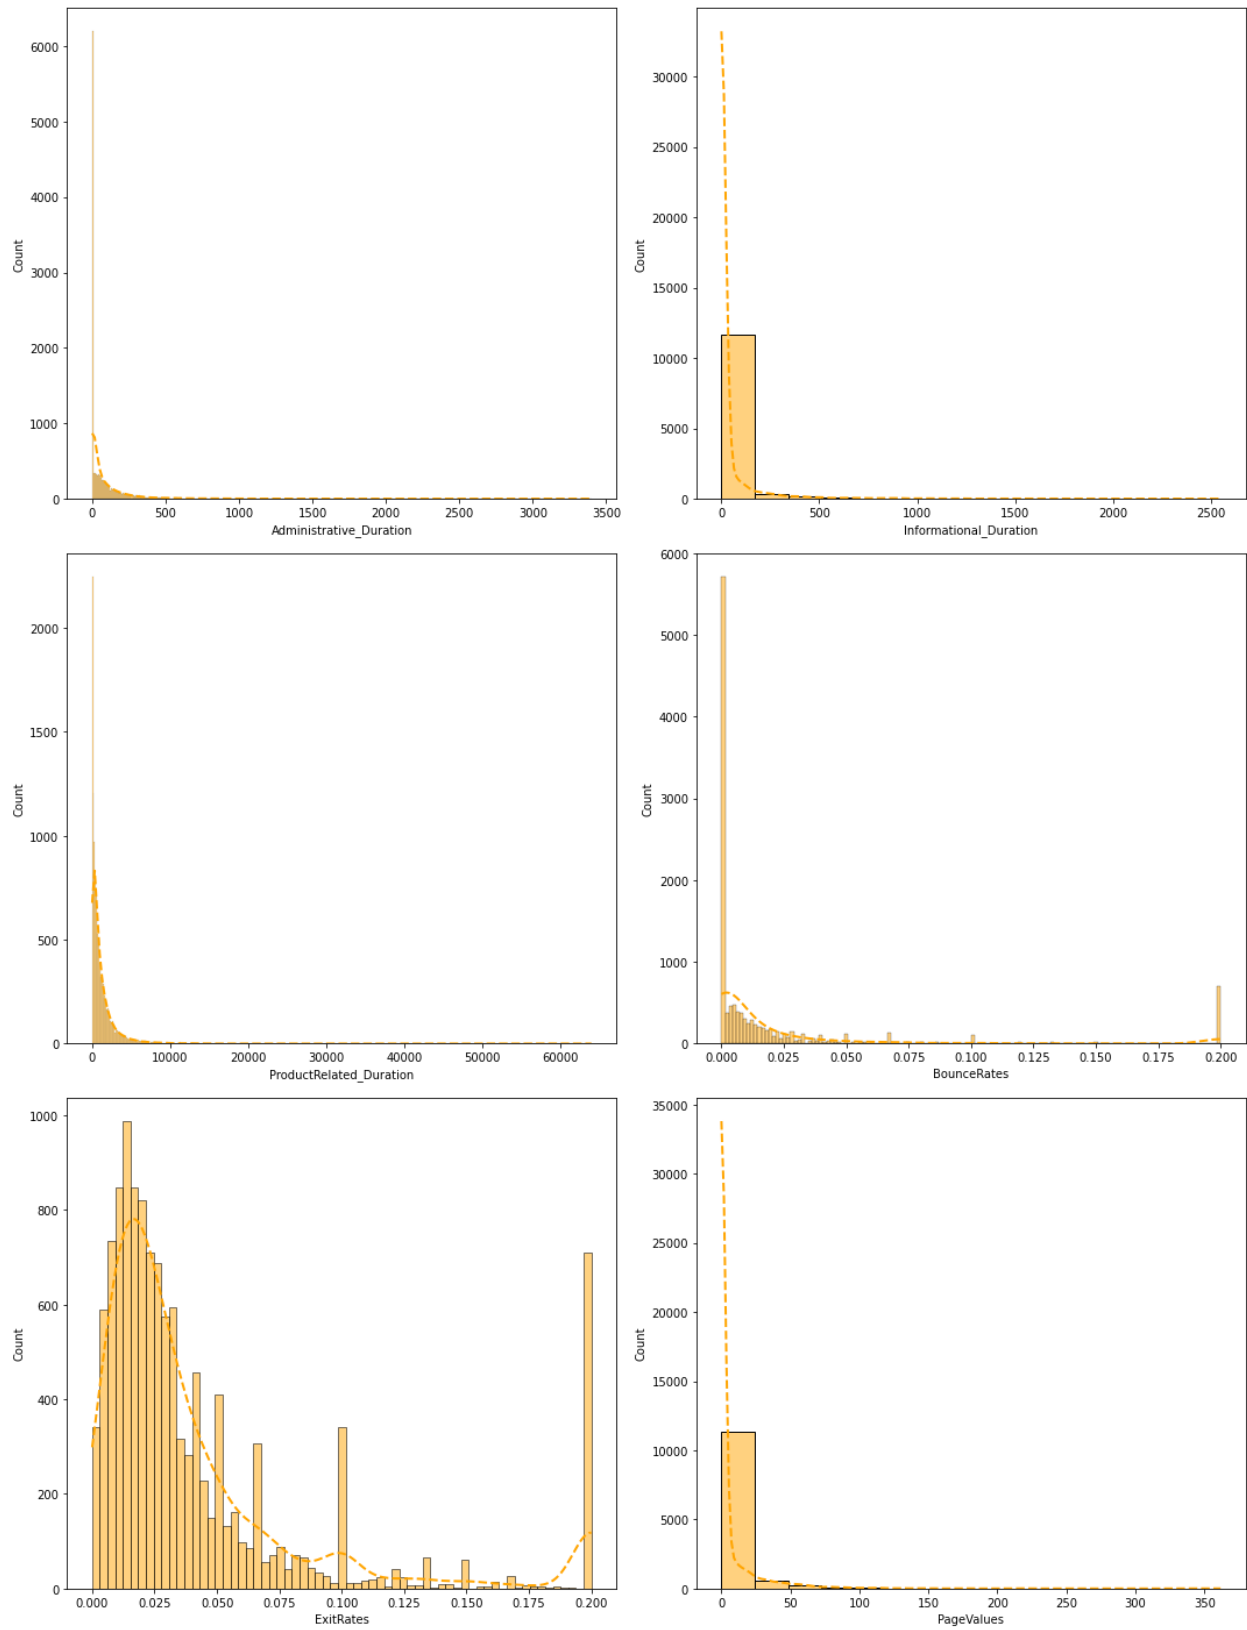 6000
5000
4000
3000
2000
1000
0
Count
0 500 1000 1500 2000 2500 3000 3500
Administrative_Duration
30000
25000
20000
15000
10000
5000
0
Count
0 500 1000 1500 2000 2500
Informational_Duration
2000
1500
1000
500
0
Count
0 10000 20000 30000 40000 50000 60000
ProductRelated_Duration
6000
5000
4000
3000
2000
1000
0
Count
0.000 0.025 0.050 0.075 0.100 0.125 0.150 0.175 0.200
BounceRates
1000
800
600
400
200
0
Count
0.000 0.025 0.050 0.075 0.100 0.125 0.150 0.175 0.200
ExitRates
35000
30000
25000
20000
15000
10000
5000
0
Count
0 50 100 150 200 250 300 350
PageValues